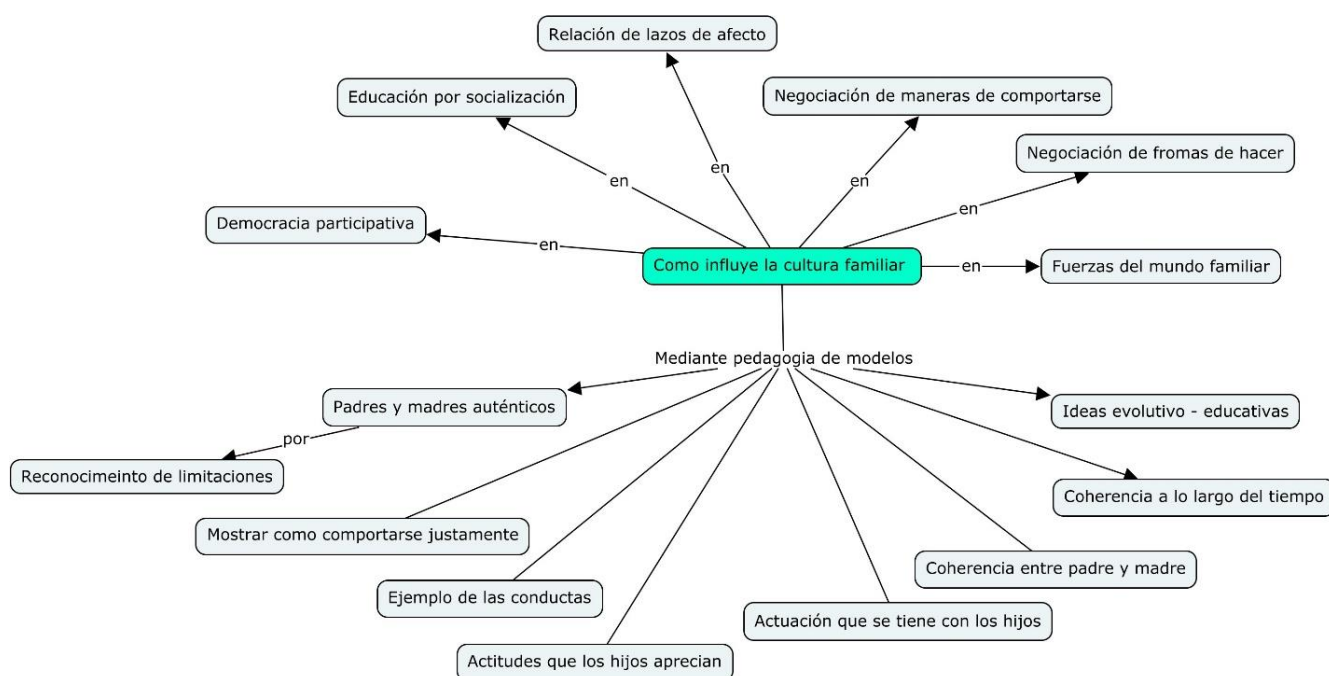 Relación de lazos de afecto
Educación por socialización
Negociación de maneras de comportarse
Negociación de fromas de hacer
en
en
en
en
Democracia participativa
en
Como influye la cultura familiar
en
Fuerzas del mundo familiar
Mediante pedagogia de modelos
Padres y madres auténticos
Ideas evolutivo - educativas
por
Reconocimeinto de limitaciones
Coherencia a lo largo del tiempo
Mostrar como comportarse justamente
Coherencia entre padre y madre
Ejemplo de las conductas
Actuación que se tiene con los hijos
Actitudes que los hijos aprecian